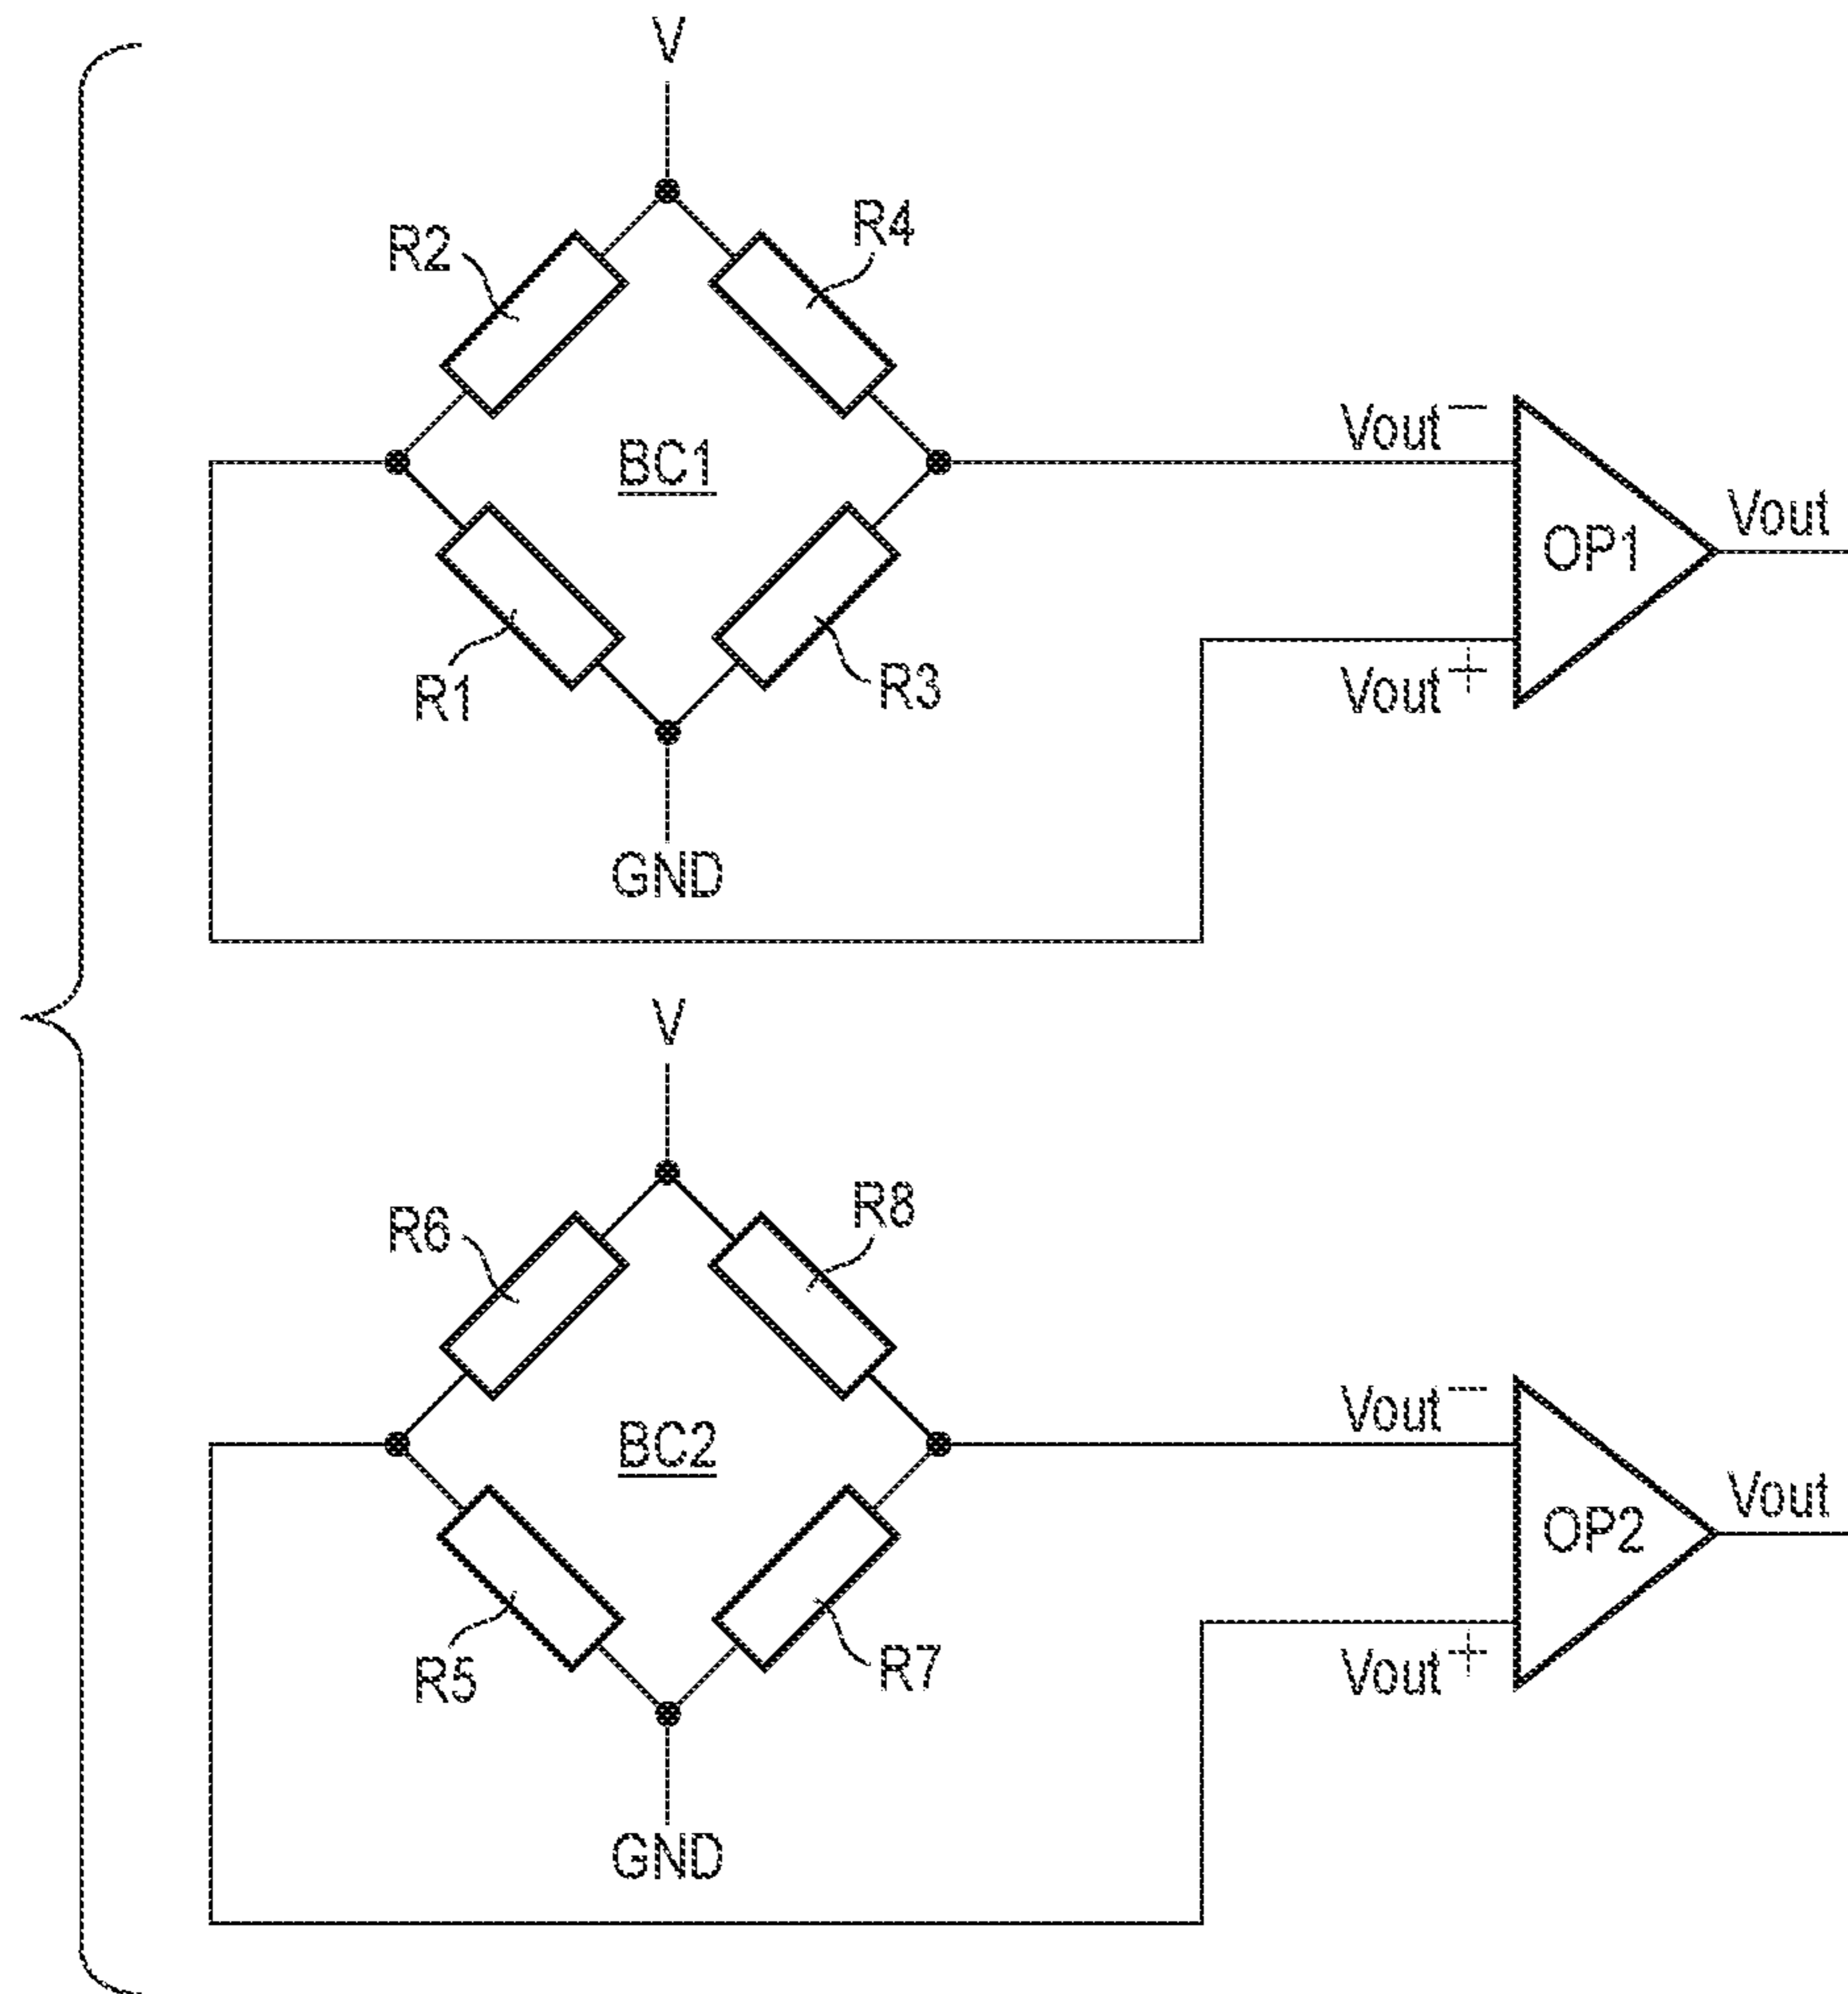 V
R2
R4
BC1
Vout−
OP1
Vout
Vout+
R1
R3
GND
V
R6
R8
BC2
Vout−
OP2
Vout
Vout+
R5
R7
GND